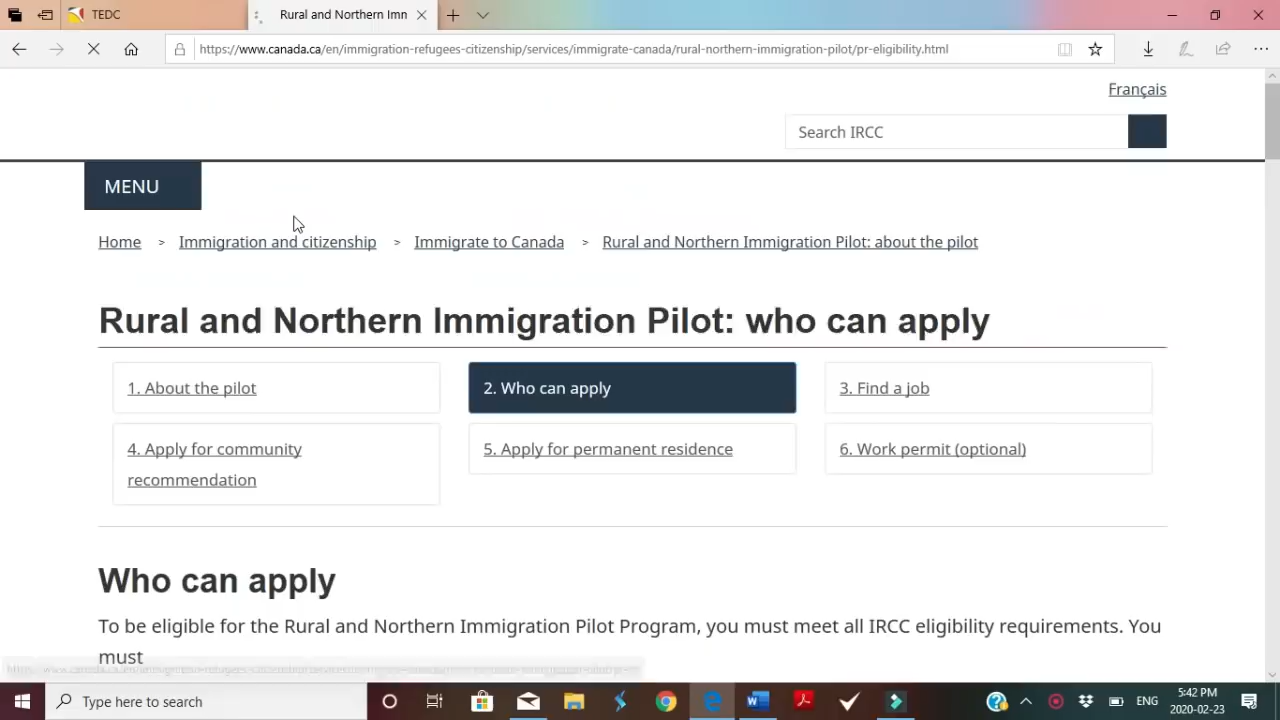 TEDC
Rural and Northern Imn
https://www.canada.ca/en/immigration-refugees-citizenship/services/immigrate-canada/rural-northern-immigration-pilot/pr-eligibility.html
Français
Search IRCC
MENU
Home > Immigration and citizenship > Immigrate to Canada > Rural and Northern Immigration Pilot: about the pilot
Rural and Northern Immigration Pilot: who can apply
1. About the pilot
2. Who can apply
3. Find a job
4. Apply for community
recommendation
5. Apply for permanent residence
6. Work permit (optional)
Who can apply
To be eligible for the Rural and Northern Immigration Pilot Program, you must meet all IRCC eligibility requirements. You
must
Type here to search
ENG
5:42 PM
2020-02-23